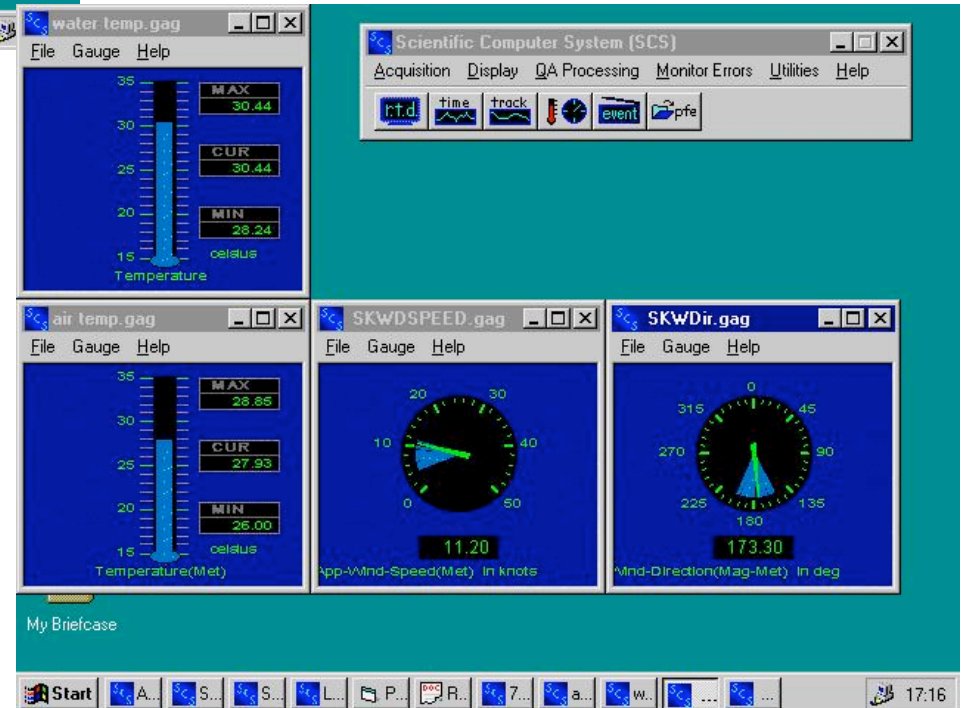 water temp.gag
File Gauge Help
35
30
25
20
15
MAX
30.44
CUR
30.44
MIN
28.24
celsius
Temperature
Scientific Computer System (SCS)
Acquisition Display QA Processing Monitor Errors Utilities Help
r.t.d. time track event pfe
air temp.gag
File Gauge Help
35
30
25
20
15
MAX
28.85
CUR
27.93
MIN
26.00
celsius
Temperature(Met)
SKWDSPEED.gag
File Gauge Help
20 30
10 40
0 50
11.20
App-Wind-Speed(Met) in knots
SKWDir.gag
File Gauge Help
0
315 45
270 90
225 135
180
173.30
Wind-Direction(Mag-Met) in deg
My Briefcase
Start A... S... S... L... P... R... 7... a... w... ... ... 17:16